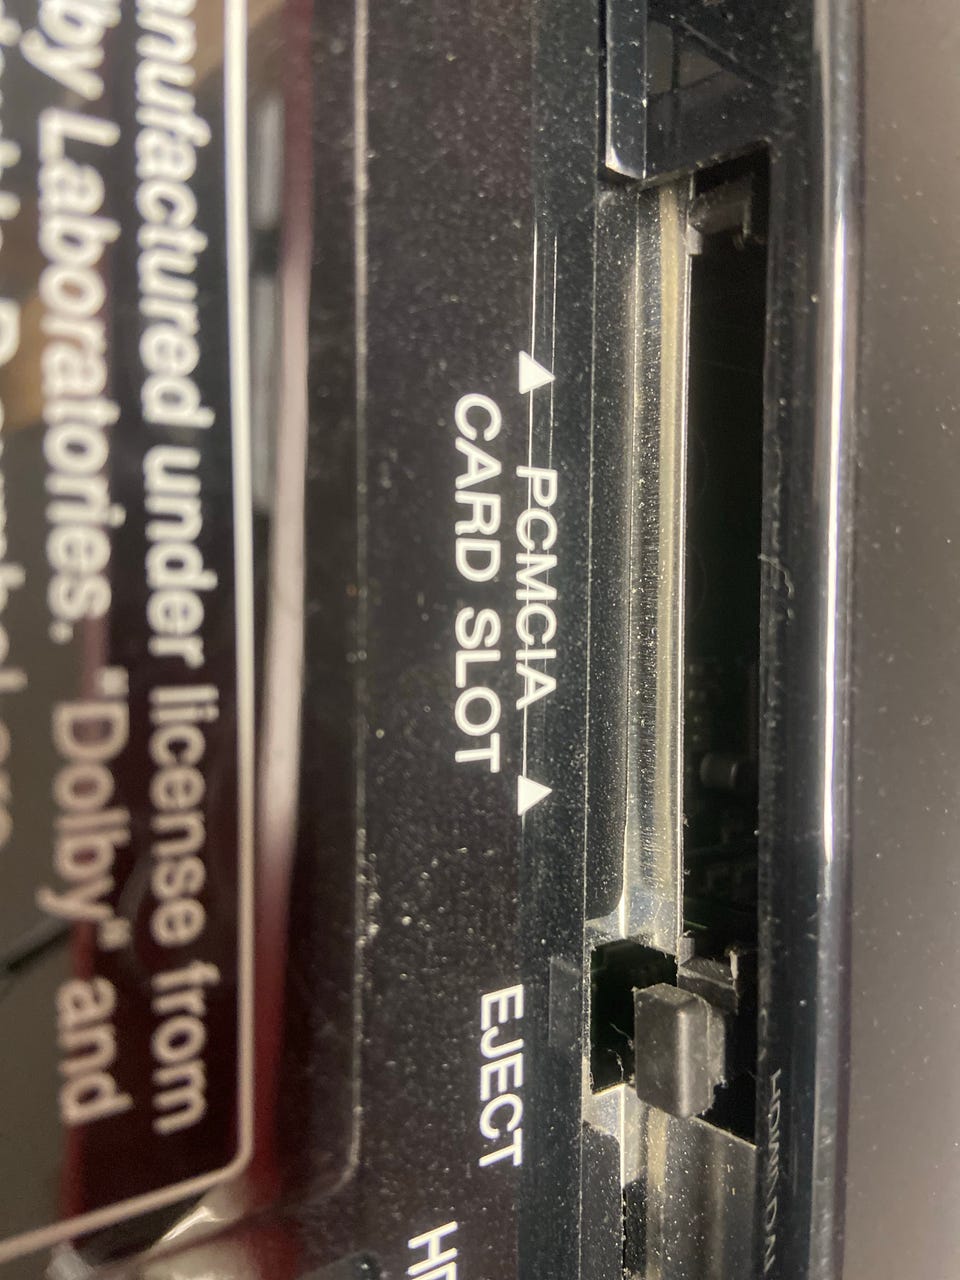 PCMCIA
CARD SLOT
EJECT
anufactured under license from
by Laboratories. "Dolby" and